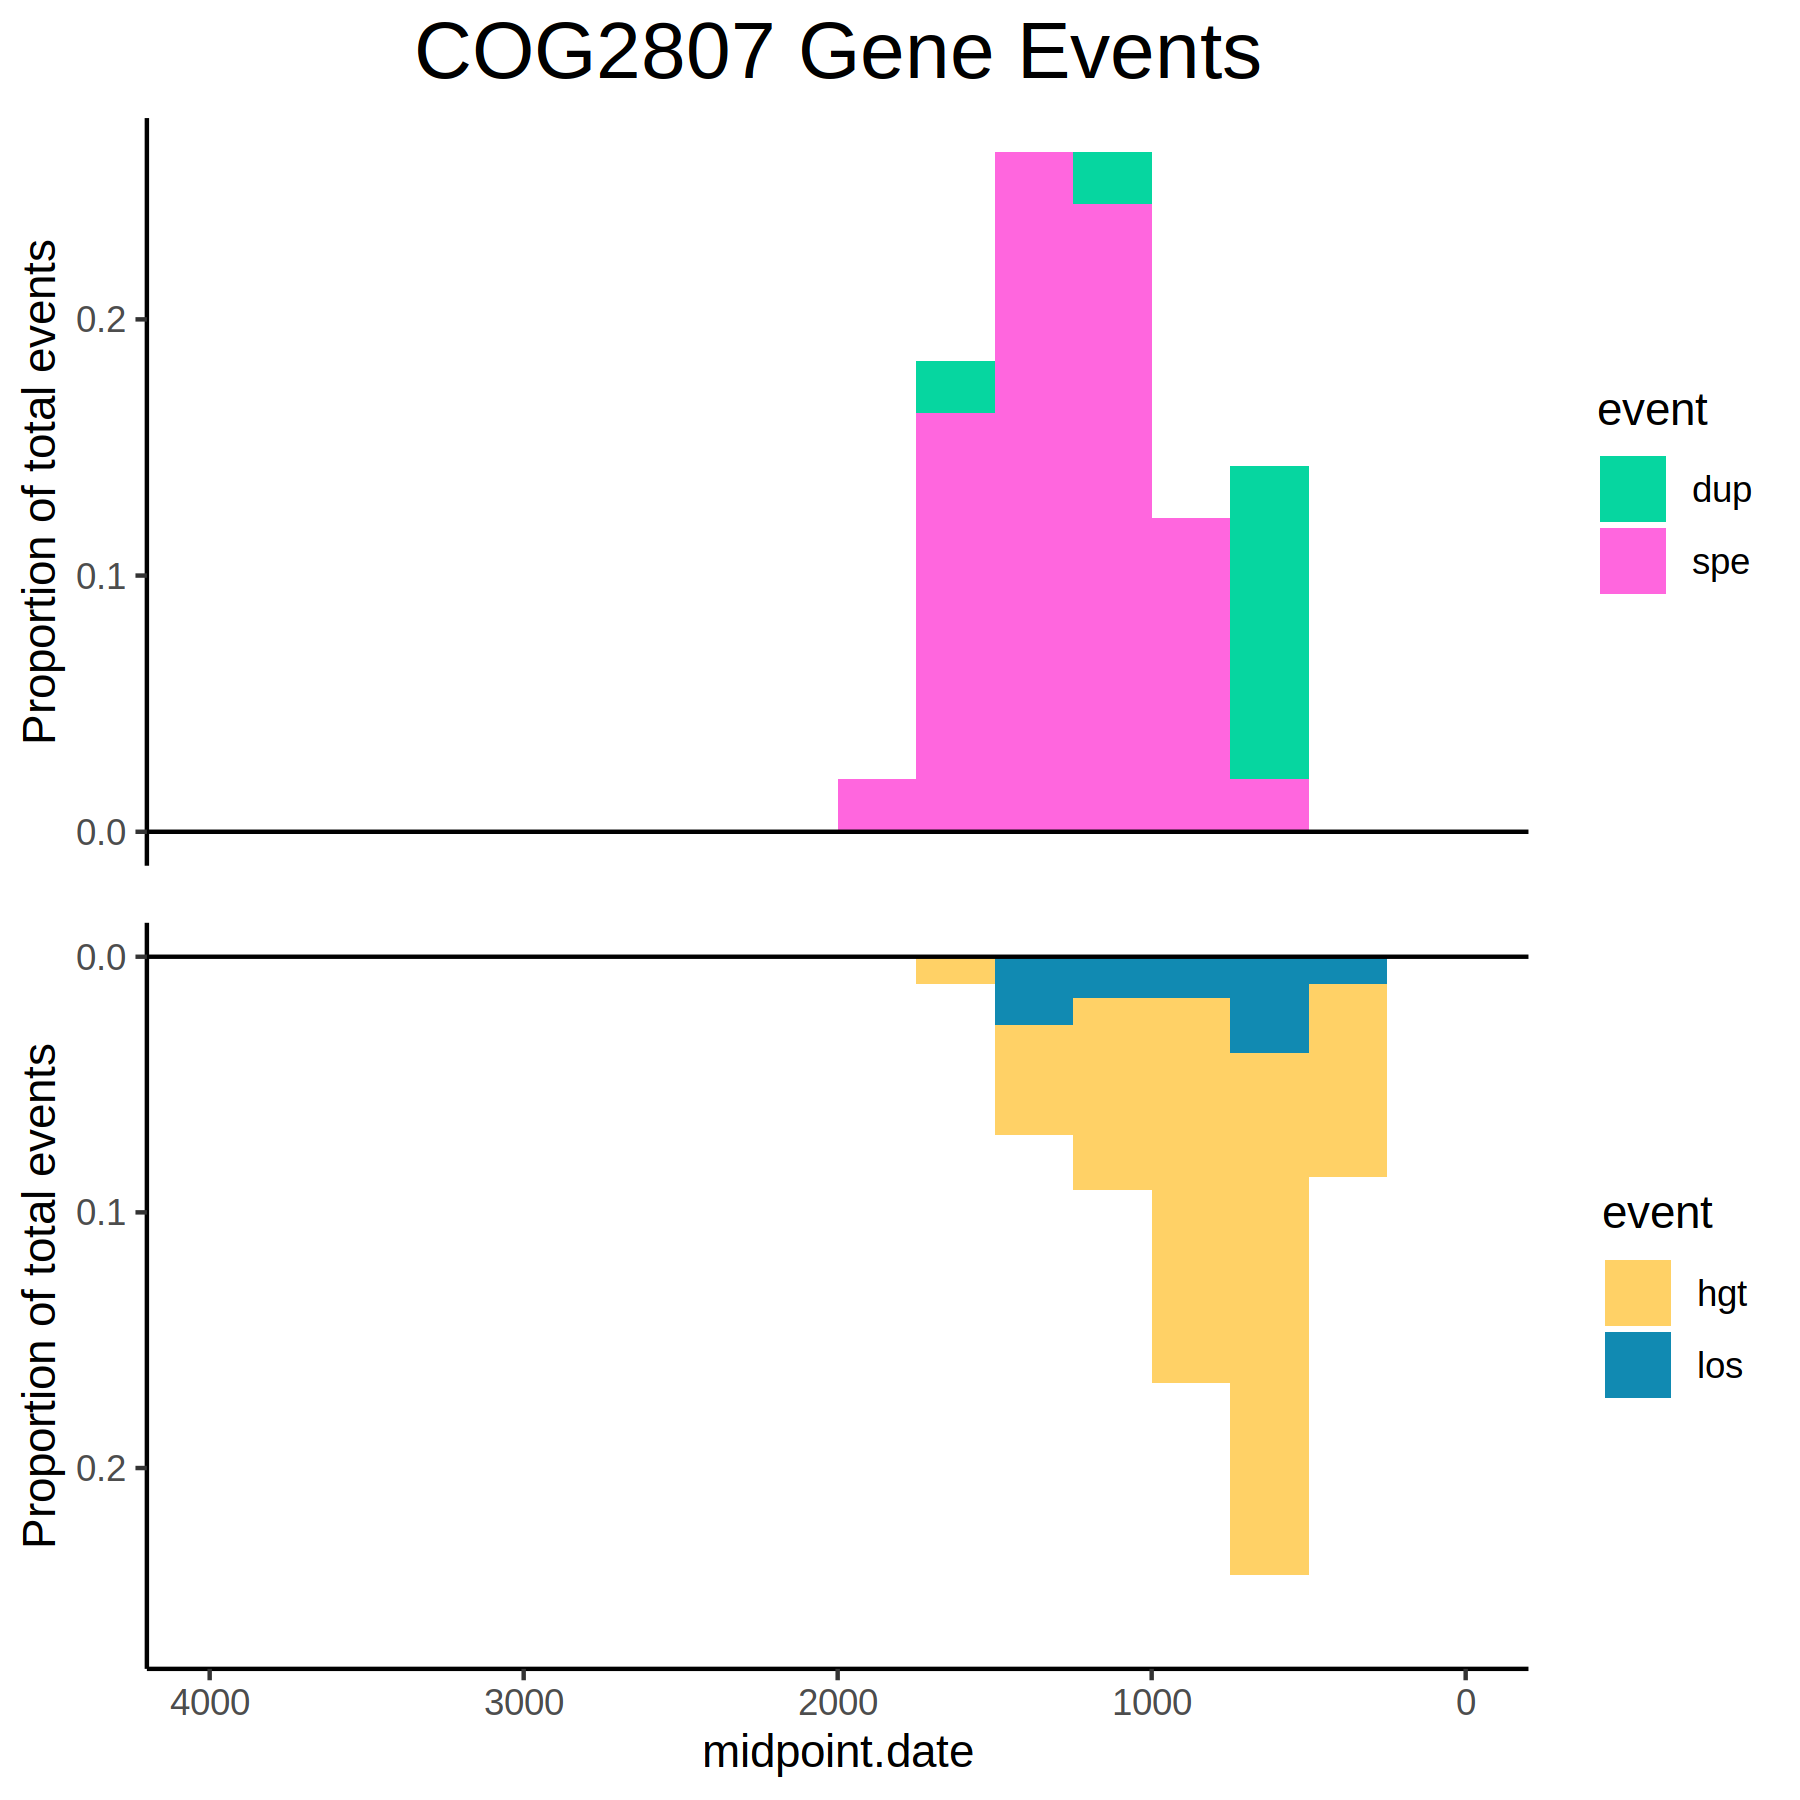 COG2807 Gene Events
Proportion of total events
0.2
0.1
0.0
event
dup
spe
Proportion of total events
0.0
0.1
0.2
event
hgt
los
4000 3000 2000 1000 0
midpoint.date